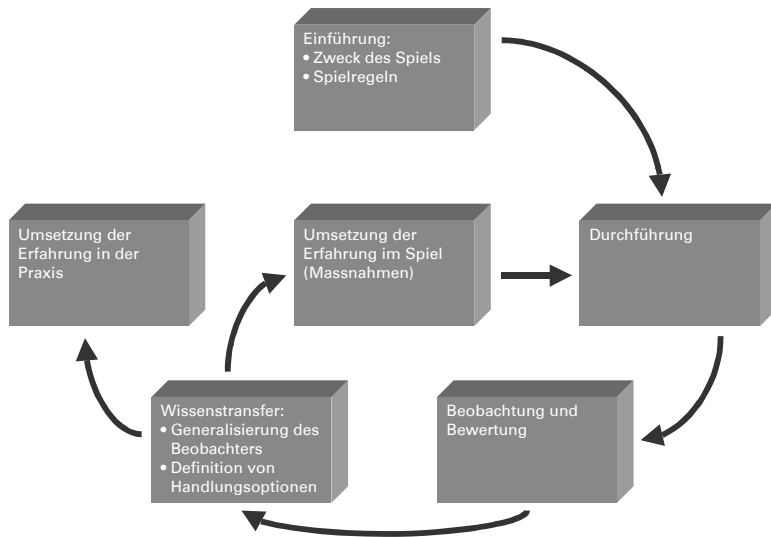 Einführung:
• Zweck des Spiels
• Spielregeln
Umsetzung der
Erfahrung in der
Praxis
Umsetzung der
Erfahrung im Spiel
(Massnahmen)
Durchführung
Wissenstransfer:
• Generalisierung des
Beobachters
• Definition von
Handlungsoptionen
Beobachtung und
Bewertung